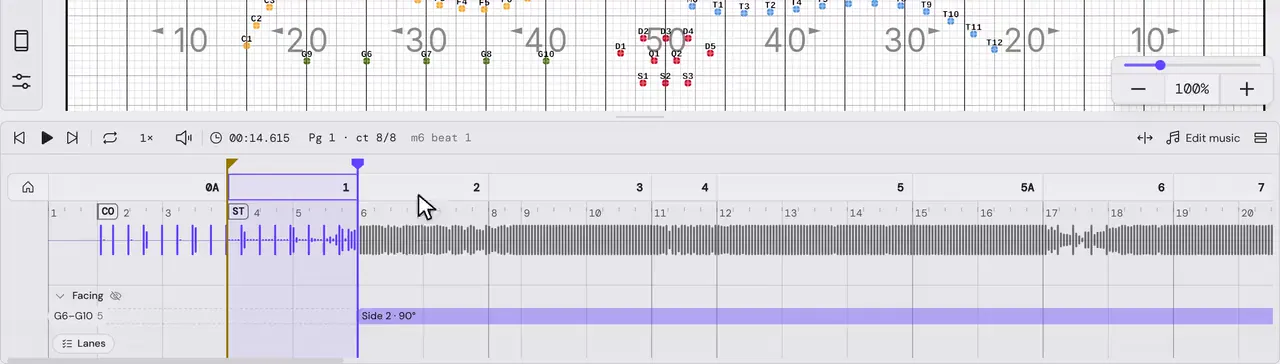 C3
F4
F5
C2
T1
T3
T2
T4
T9
T10
C1
T11
T12
10
20
30
40
50
40
30
20
10
D2
D3
D4
D1
Q1
Q2
D5
G9
G6
G7
G8
G10
S1
S2
S3
100%
1×
00:14.615
Pg 1 · ct 8/8
m6 beat 1
Edit music
0A
1
2
3
4
5
5A
6
7
1
CO
2
3
ST
4
5
6
7
8
9
10
11
12
13
14
15
16
17
18
19
20
Facing
G6-G10 5
Side 2 · 90°
Lanes